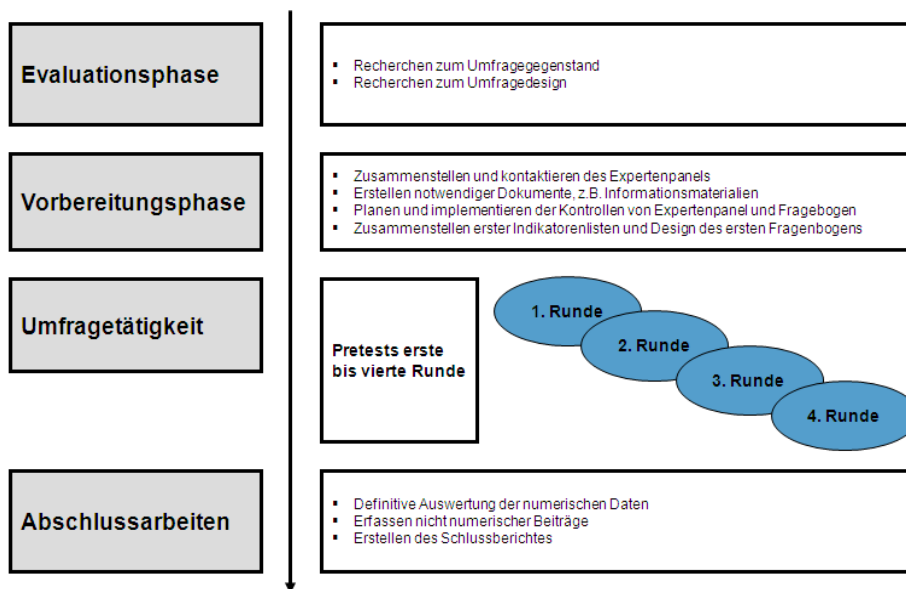 Evaluationsphase
▪ Recherchen zum Umfragegegenstand
▪ Recherchen zum Umfragedesign
Vorbereitungsphase
▪ Zusammenstellen und kontaktieren des Expertenpanels
▪ Erstellen notwendiger Dokumente, z.B. Informationsmaterialien
▪ Planen und implementieren der Kontrollen von Expertenpanel und Fragebogen
▪ Zusammenstellen erster Indikatorenlisten und Design des ersten Fragenbogens
Umfragetätigkeit
Pretests erste
bis vierte Runde
1. Runde
2. Runde
3. Runde
4. Runde
Abschlussarbeiten
▪ Definitive Auswertung der numerischen Daten
▪ Erfassen nicht numerischer Beiträge
▪ Erstellen des Schlussberichtes